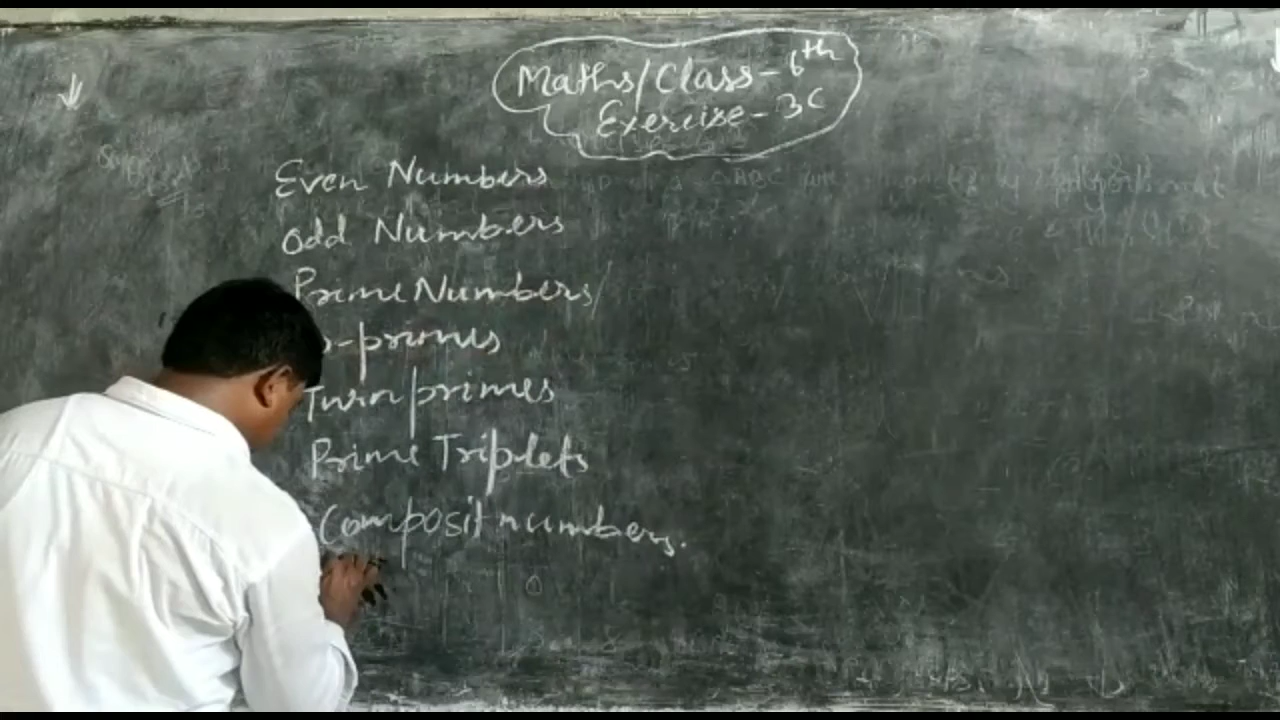 Maths/Class-6th
Exercise-3C
Even Numbers
Odd Numbers
Prime Numbers/
-primes
Twin primes
Prime Triplets
Composit numbers.